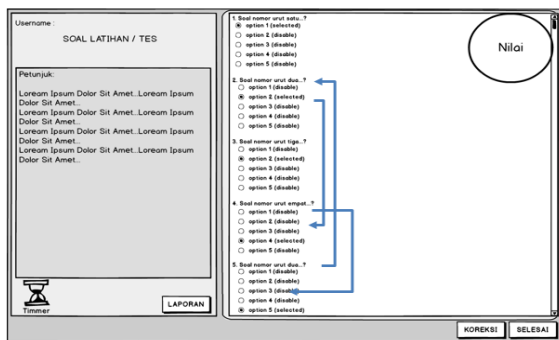 Username :
SOAL LATIHAN / TES
Petunjuk:
Loream Ipsum Dolor Sit Amet...Loream Ipsum
Dolor Sit Amet...
Loream Ipsum Dolor Sit Amet...Loream Ipsum
Dolor Sit Amet...
Loream Ipsum Dolor Sit Amet...Loream Ipsum
Dolor Sit Amet...
Loream Ipsum Dolor Sit Amet...Loream Ipsum
Dolor Sit Amet...
Timmer
LAPORAN
1. Soal nomor urut satu...?
option 1 (selected)
option 2 (disable)
option 3 (disable)
option 4 (disable)
option 5 (disable)
2. Soal nomor urut dua...?
option 1 (disable)
option 2 (selected)
option 3 (disable)
option 4 (disable)
option 5 (disable)
3. Soal nomor urut tiga...?
option 1 (disable)
option 2 (selected)
option 3 (disable)
option 4 (disable)
option 5 (disable)
4. Soal nomor urut empat...?
option 1 (disable)
option 2 (disable)
option 3 (disable)
option 4 (selected)
option 5 (disable)
5. Soal nomor urut dua...?
option 1 (disable)
option 2 (disable)
option 3 (disable)
option 4 (disable)
option 5 (selected)
Nilai
KOREKSI
SELESAI